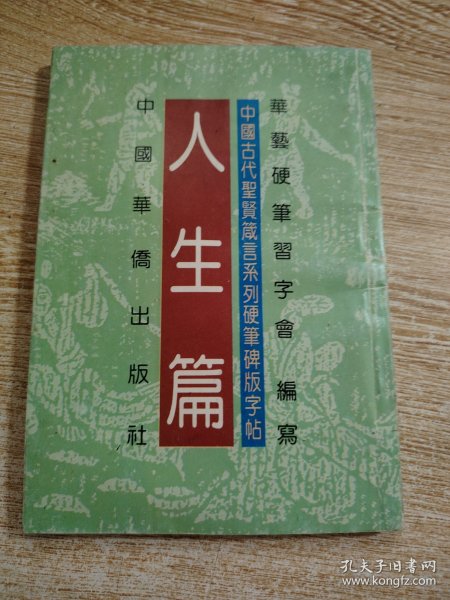 華藝硬筆習字會 編寫
中國古代聖賢箴言系列硬筆碑版字帖
人生篇
中國華僑出版社
孔夫子旧书网
www.kongfz.com